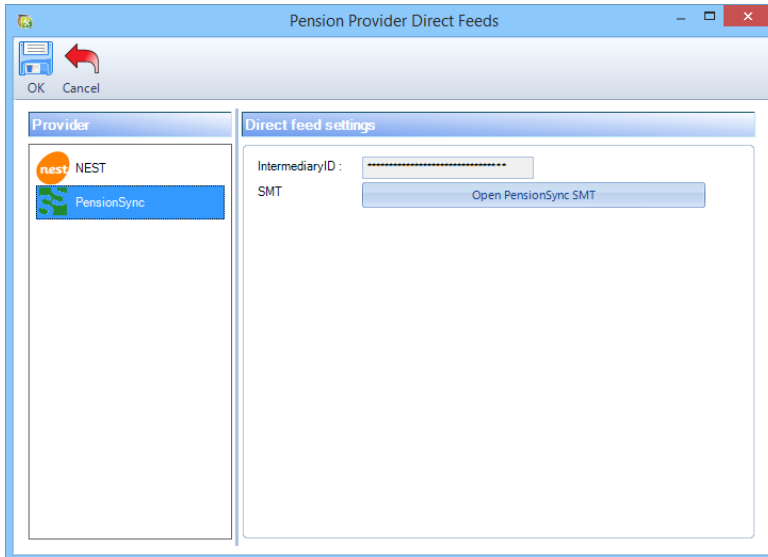 Pension Provider Direct Feeds
OK Cancel
Provider
Direct feed settings
nest NEST
PensionSync
IntermediaryID : ********************************
SMT Open PensionSync SMT